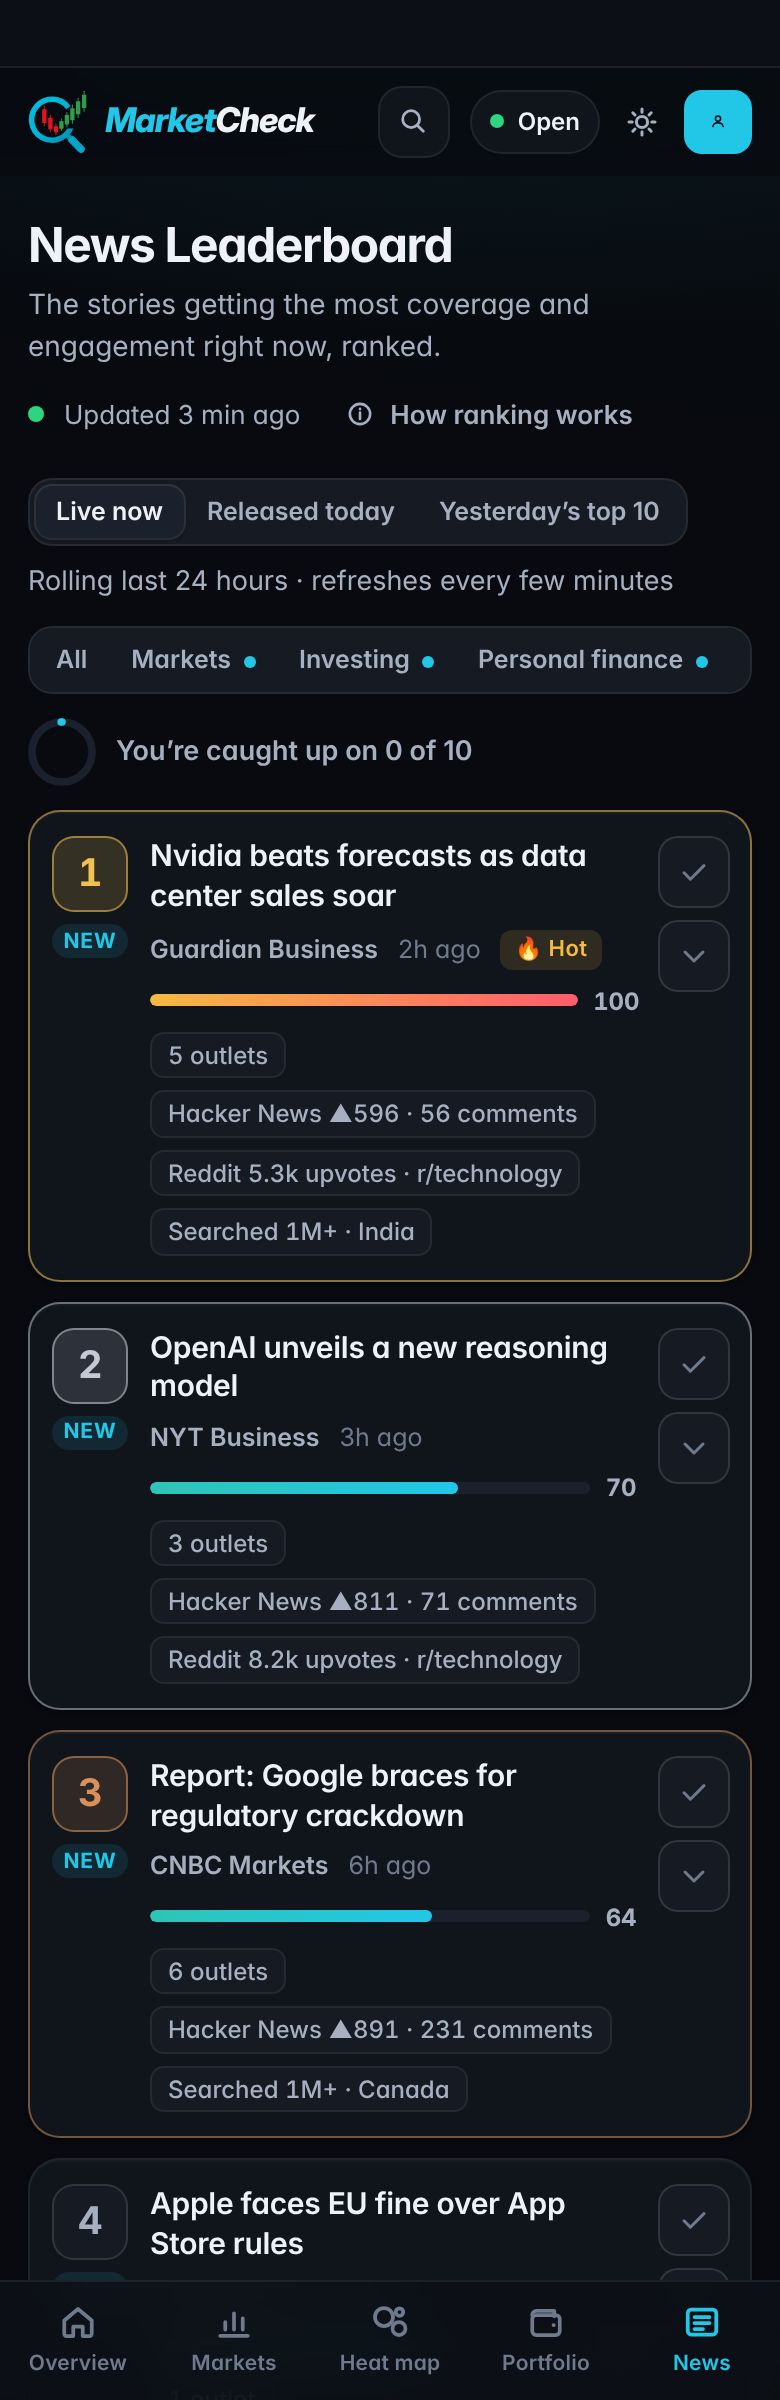 MarketCheck
Open
News Leaderboard
The stories getting the most coverage and
engagement right now, ranked.
Updated 3 min ago
How ranking works
Live now
Released today
Yesterday’s top 10
Rolling last 24 hours · refreshes every few minutes
All
Markets
Investing
Personal finance
You’re caught up on 0 of 10
1
NEW
Nvidia beats forecasts as data
center sales soar
Guardian Business 2h ago 🔥 Hot
100
5 outlets
Hacker News ▲596 · 56 comments
Reddit 5.3k upvotes · r/technology
Searched 1M+ · India
2
NEW
OpenAI unveils a new reasoning
model
NYT Business 3h ago
70
3 outlets
Hacker News ▲811 · 71 comments
Reddit 8.2k upvotes · r/technology
3
NEW
Report: Google braces for
regulatory crackdown
CNBC Markets 6h ago
64
6 outlets
Hacker News ▲891 · 231 comments
Searched 1M+ · Canada
4
Apple faces EU fine over App
Store rules
Overview
Markets
Heat map
Portfolio
News